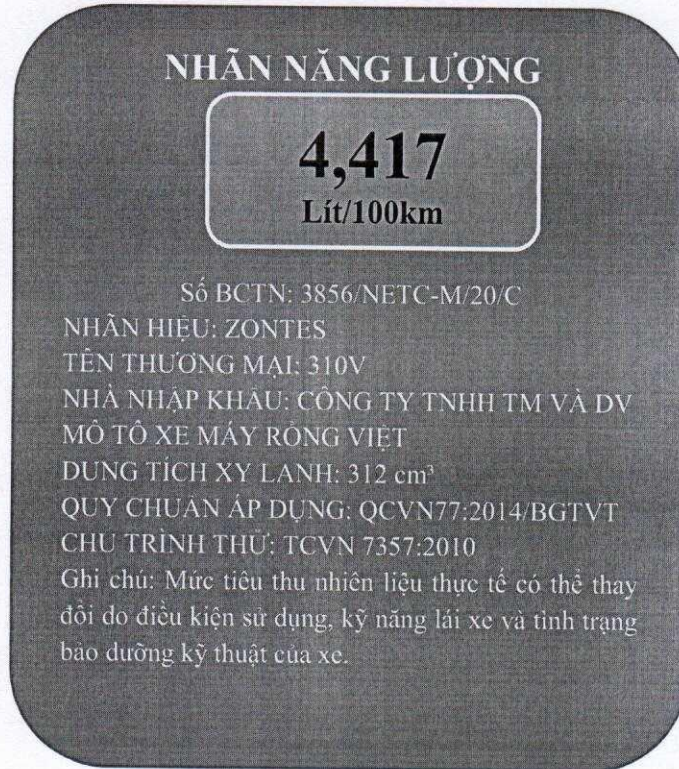 NHÃN NĂNG LƯỢNG
4,417
Lít/100km
Số BCTN: 3856/NETC-M/20/C
NHÃN HIỆU: ZONTES
TÊN THƯƠNG MẠI: 310V
NHÀ NHẬP KHẨU: CÔNG TY TNHH TM VÀ DV
MÔ TÔ XE MÁY RỒNG VIỆT
DUNG TÍCH XY LANH: 312 cm³
QUY CHUẨN ÁP DỤNG: QCVN77:2014/BGTVT
CHU TRÌNH THỬ: TCVN 7357:2010
Ghi chú: Mức tiêu thu nhiên liệu thực tế có thể thay
đổi do điều kiện sử dụng, kỹ năng lái xe và tình trạng
bảo dưỡng kỹ thuật của xe.